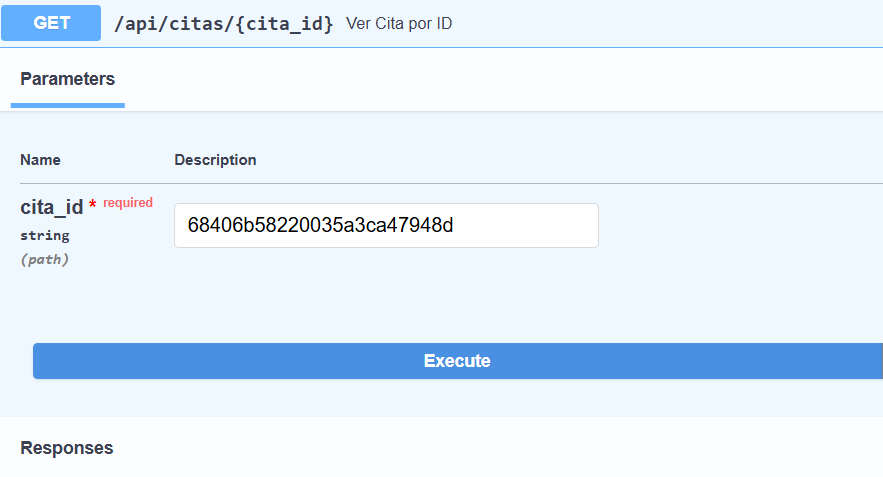 GET /api/citas/{cita_id} Ver Cita por ID
Parameters
Name Description
cita_id * required
string
(path)
68406b58220035a3ca47948d
Execute
Responses